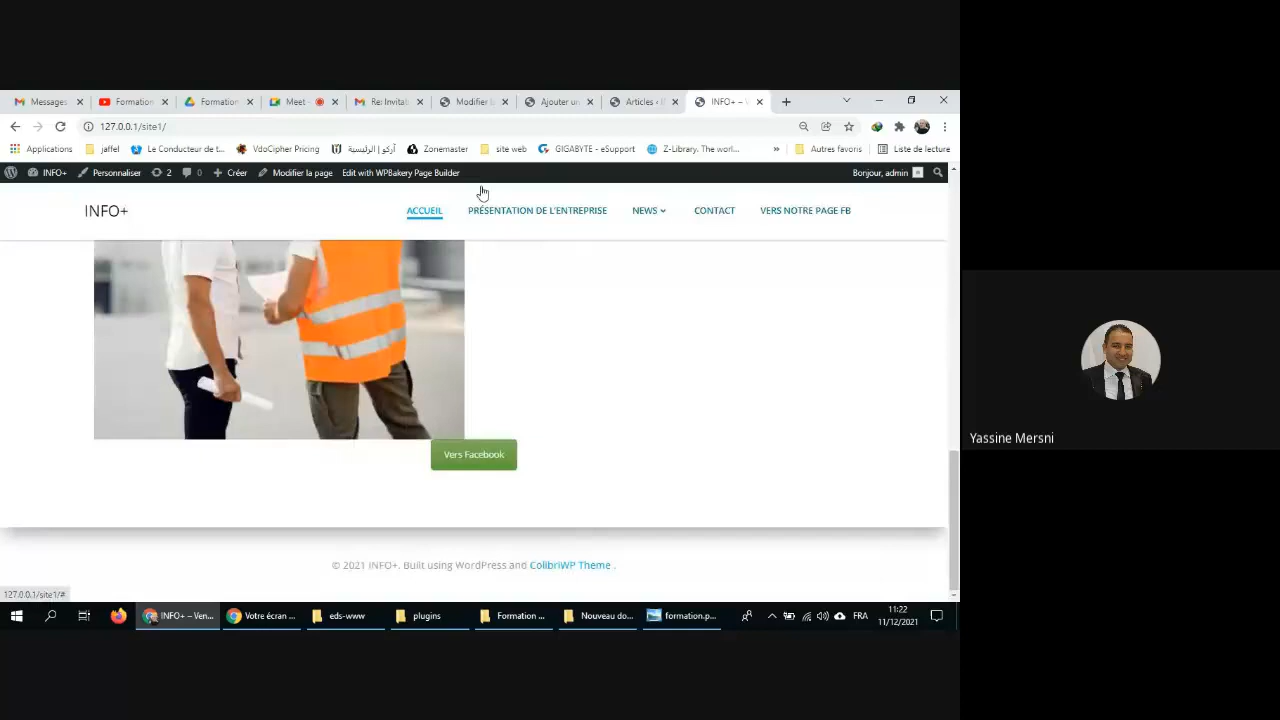 Messages
Formation
Formation
Meet -
Re: Invitat
Modifier l
Ajouter un
Articles ‹
INFO+ – V
127.0.0.1/site1/
Applications
jaffel
Le Conducteur de t...
VdoCipher Pricing
آركو | الرئيسية
Zonemaster
site web
GIGABYTE - eSupport
Z-Library. The worl...
»
Autres favoris
Liste de lecture
INFO+
Personnaliser
2
0
Créer
Modifier la page
Edit with WPBakery Page Builder
Bonjour, admin
INFO+
ACCUEIL
PRÉSENTATION DE L'ENTREPRISE
NEWS
CONTACT
VERS NOTRE PAGE FB
Vers Facebook
© 2021 INFO+. Built using WordPress and ColibriWP Theme .
127.0.0.1/site1/#
INFO+ – Ven...
Votre écran ...
eds-www
plugins
Formation ...
Nouveau do...
formation.p...
FRA
11:22
11/12/2021
Yassine Mersni